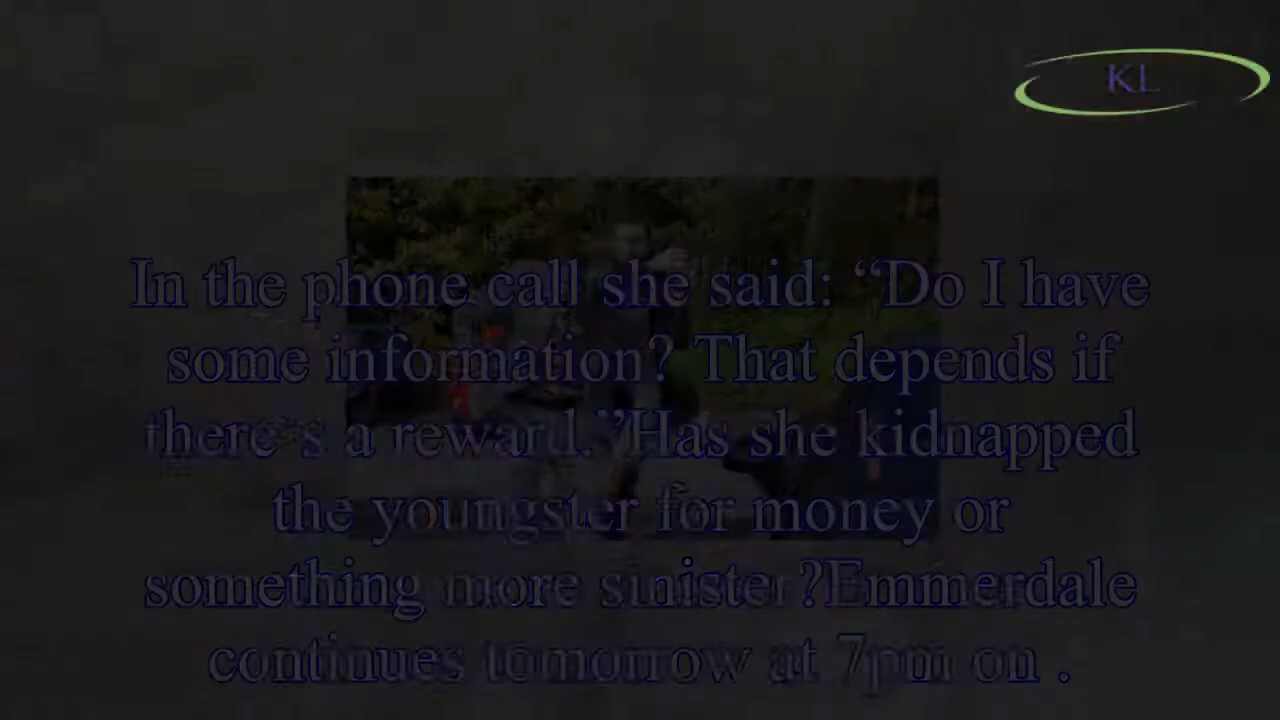 KL
In the phone call she said: “Do I have
some information? That depends if
there’s a reward.”Has she kidnapped
the youngster for money or
something more sinister?Emmerdale
continues tomorrow at 7pm on .